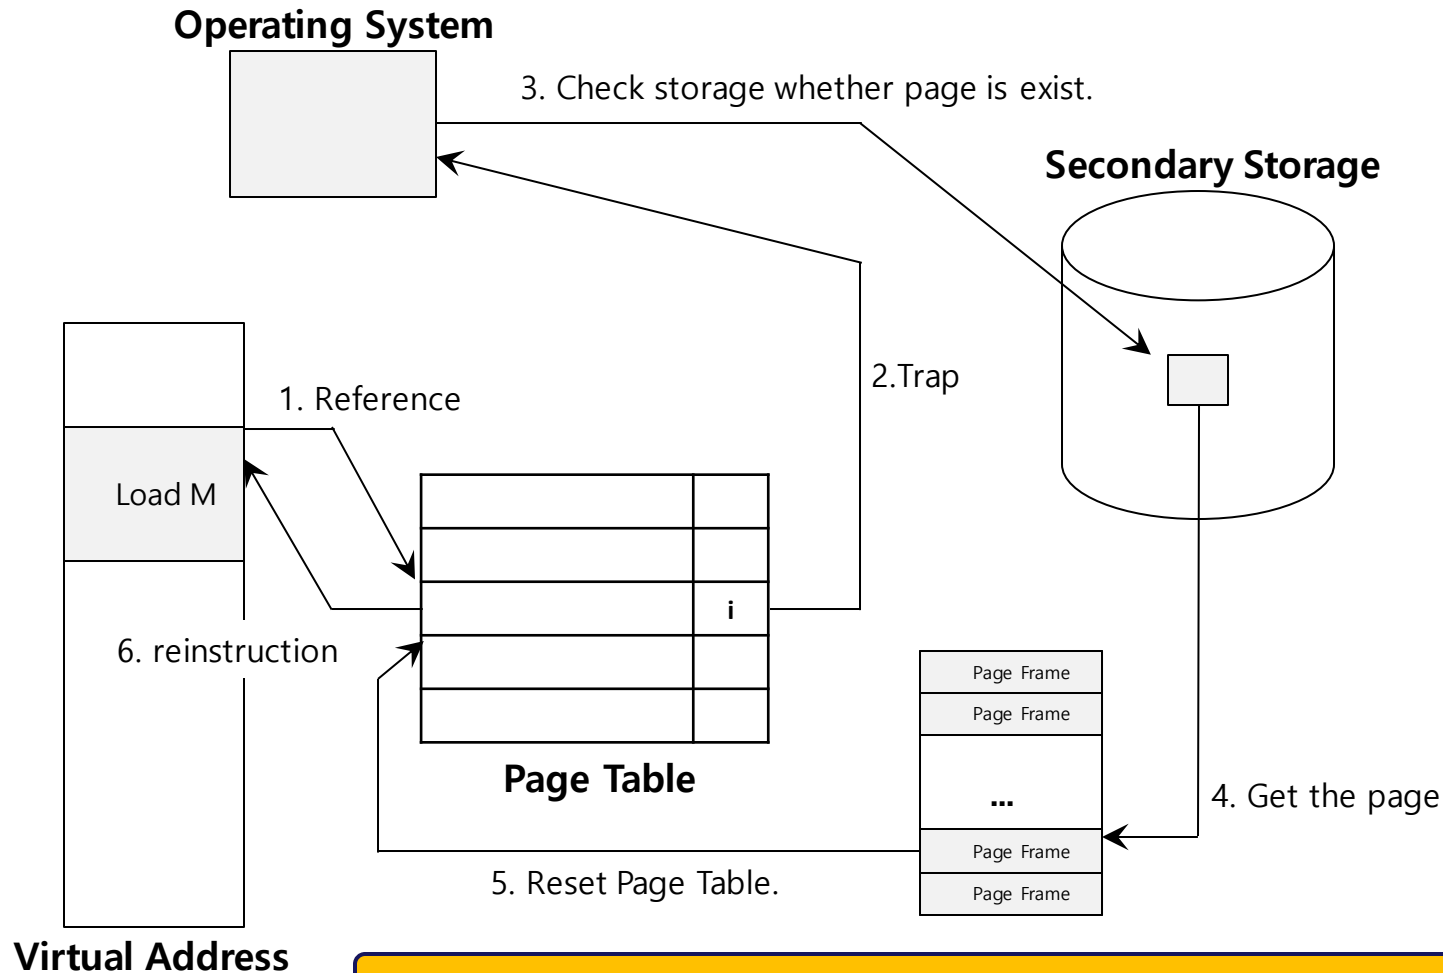 Operating System
3. Check storage whether page is exist.
Secondary Storage
2.Trap
1. Reference
Load M
i
6. reinstruction
Page Frame
Page Frame
Page Table
...
4. Get the page
Page Frame
5. Reset Page Table.
Page Frame
Virtual Address